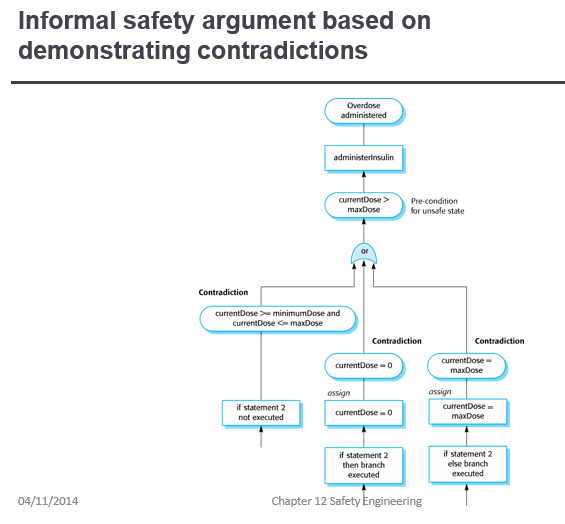 Informal safety argument based on
demonstrating contradictions
Overdose
administered
administerInsulin
currentDose >
maxDose
Pre-condition
for unsafe state
or
Contradiction
currentDose >= minimumDose and
currentDose <= maxDose
Contradiction
Contradiction
currentDose = 0
currentDose =
maxDose
assign
assign
if statement 2
not executed
currentDose = 0
currentDose =
maxDose
if statement 2
then branch
executed
if statement 2
else branch
executed
04/11/2014
Chapter 12 Safety Engineering